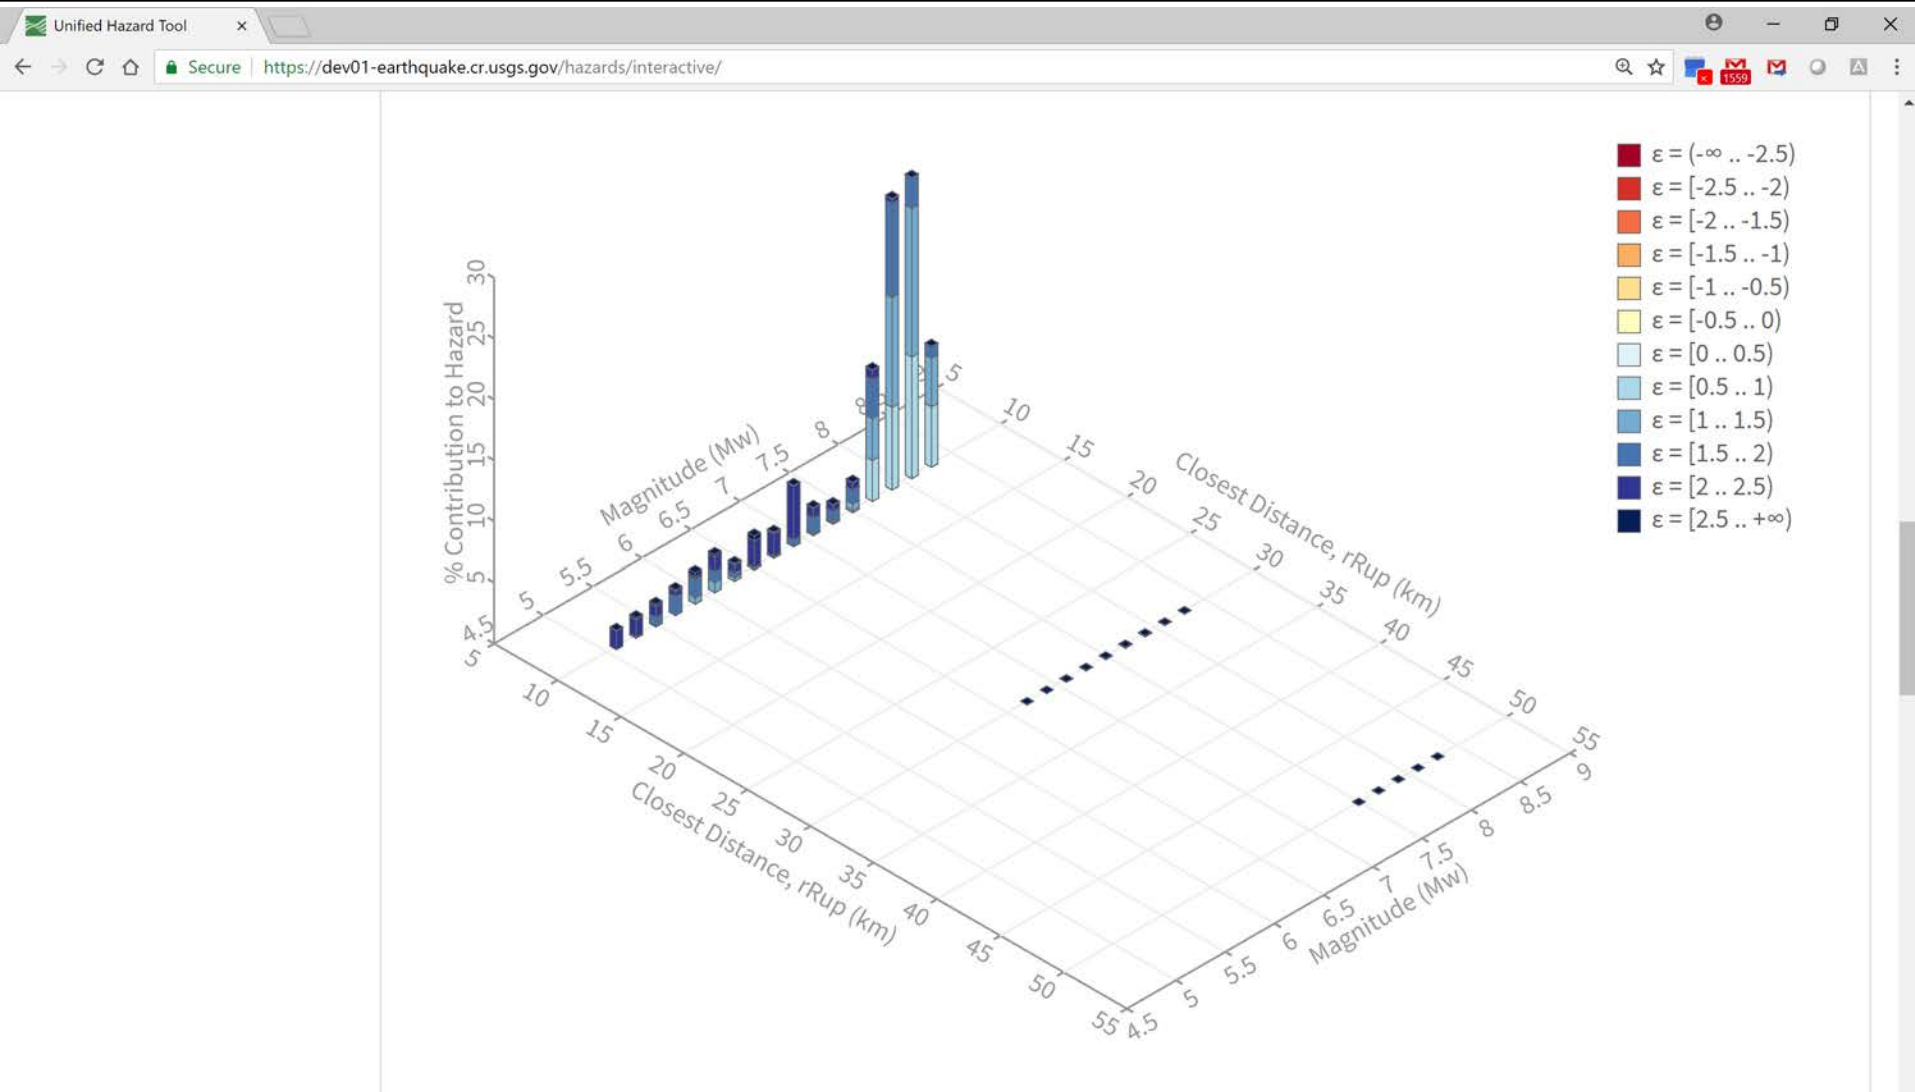 Unified Hazard Tool
Secure
https://dev01-earthquake.cr.usgs.gov/hazards/interactive/
1559
ε = (-∞ .. -2.5)
ε = [-2.5 .. -2)
ε = [-2 .. -1.5)
ε = [-1.5 .. -1)
ε = [-1 .. -0.5)
ε = [-0.5 .. 0)
ε = [0 .. 0.5)
ε = [0.5 .. 1)
ε = [1 .. 1.5)
ε = [1.5 .. 2)
ε = [2 .. 2.5)
ε = [2.5 .. +∞)
% Contribution to Hazard
30
25
20
15
10
5
Magnitude (Mw)
4.5
5
5.5
6
6.5
7
7.5
8
Closest Distance, rRup (km)
5
10
15
20
25
30
35
40
45
50
55
Closest Distance, rRup (km)
5
10
15
20
25
30
35
40
45
50
55
Magnitude (Mw)
4.5
5
5.5
6
6.5
7
7.5
8
8.5
9